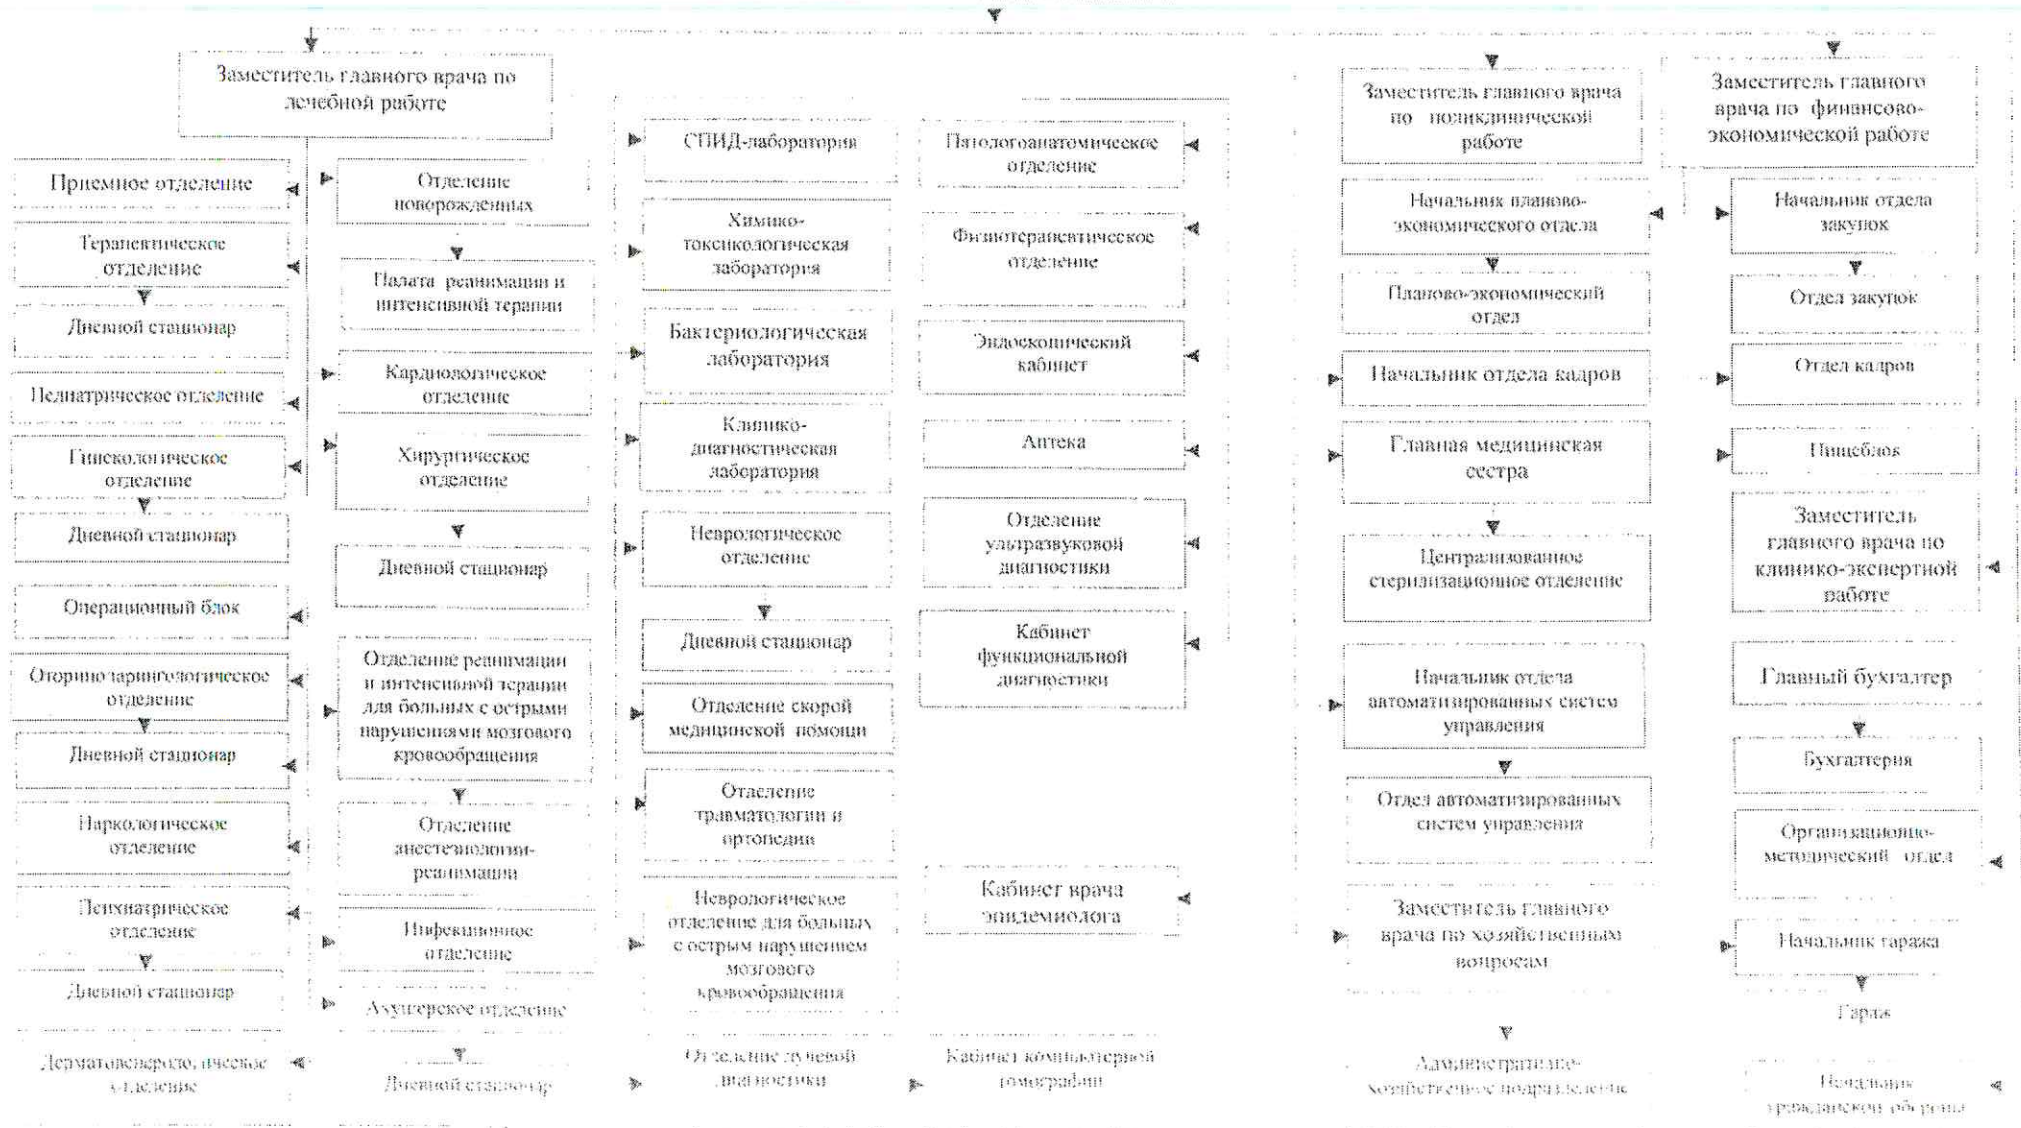 Заместитель главного врача по
лечебной работе
Приемное отделение
Терапевтическое
отделение
Дневной стационар
Педиатрическое отделение
Гинекологическое
отделение
Дневной стационар
Операционный блок
Оториноларингологическое
отделение
Дневной стационар
Наркологическое
отделение
Психиатрическое
отделение
Дневной стационар
Дерматовенерологическое
отделение
Отделение
новорожденных
Палата реанимации и
интенсивной терапии
Кардиологическое
отделение
Хирургическое
отделение
Дневной стационар
Отделение реанимации
и интенсивной терапии
для больных с острыми
нарушениями мозгового
кровообращения
Отделение
анестезиологии-
реанимации
Инфекционное
отделение
Акушерское отделение
Дневной стационар
СПИД-лаборатория
Химико-
токсикологическая
лаборатория
Бактериологическая
лаборатория
Клинико-
диагностическая
лаборатория
Неврологическое
отделение
Дневной стационар
Отделение скорой
медицинской помощи
Отделение
травматологии и
ортопедии
Неврологическое
отделение для больных
с острым нарушением
мозгового
кровообращения
Отделение лучевой
диагностики
Патологоанатомическое
отделение
Физиотерапевтическое
отделение
Эндоскопический
кабинет
Аптека
Отделение
ультразвуковой
диагностики
Кабинет
функциональной
диагностики
Кабинет врача
эпидемиолога
Кабинет компьютерной
томографии
Заместитель главного врача
по поликлинической
работе
Начальник планово-
экономического отдела
Планово-экономический
отдел
Начальник отдела кадров
Главная медицинская
сестра
Централизованное
стерилизационное отделение
Начальник отдела
автоматизированных систем
управления
Отдел автоматизированных
систем управления
Заместитель главного
врача по хозяйственным
вопросам
Административно-
хозяйственное подразделение
Заместитель главного
врача по финансово-
экономической работе
Начальник отдела
закупок
Отдел закупок
Отдел кадров
Пищеблок
Заместитель
главного врача по
клинико-экспертной
работе
Главный бухгалтер
Бухгалтерия
Организационно-
методический отдел
Начальник гаража
Гараж
Начальник
гражданской обороны